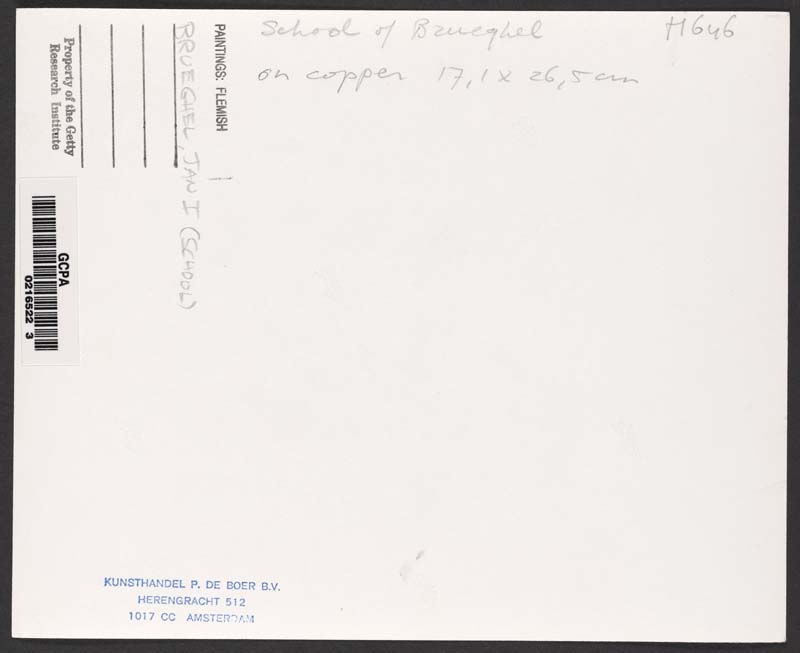 School of Brueghel H646
on copper 17,1 x 26,5 cm
PAINTINGS: FLEMISH
BRUEGHEL, JAN I (SCHOOL)
Property of the Getty
Research Institute
GCPA
0216522 3
KUNSTHANDEL P. DE BOER B.V.
HERENGRACHT 512
1017 CC AMSTERDAM